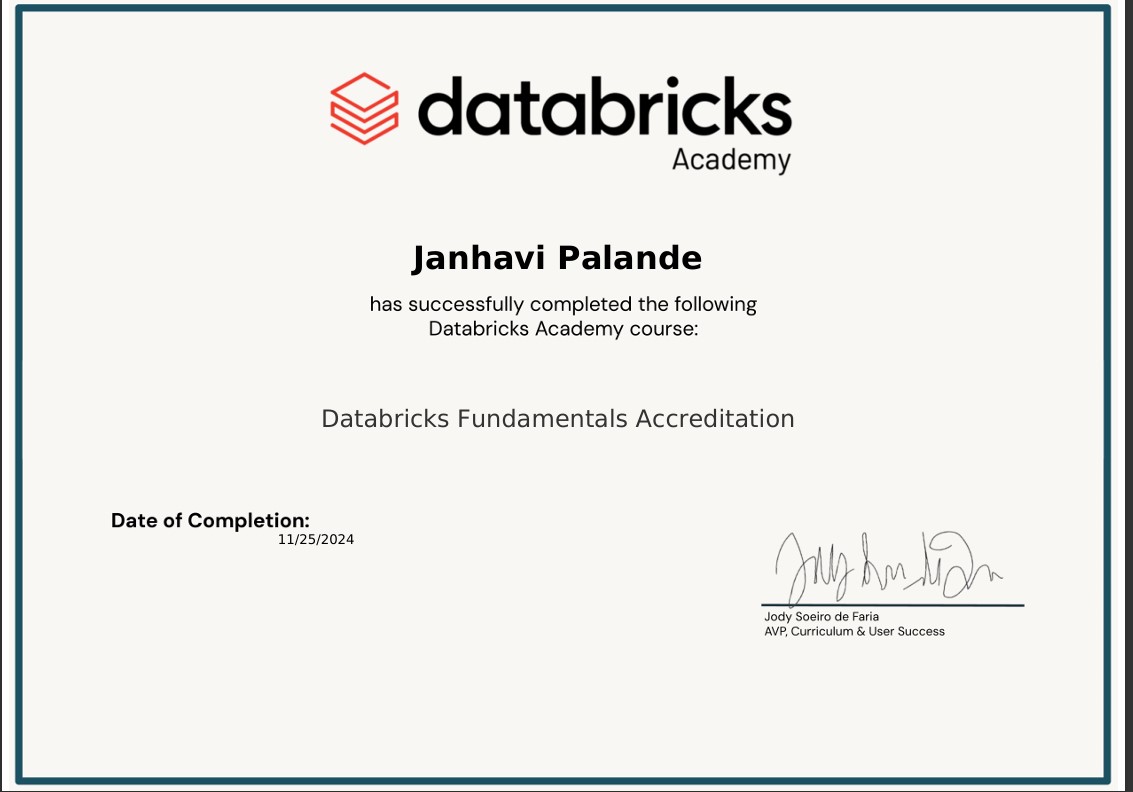 databricks
Academy
Janhavi Palande
has successfully completed the following
Databricks Academy course:
Databricks Fundamentals Accreditation
Date of Completion:
11/25/2024
Jody Soeiro de Faria
AVP, Curriculum & User Success